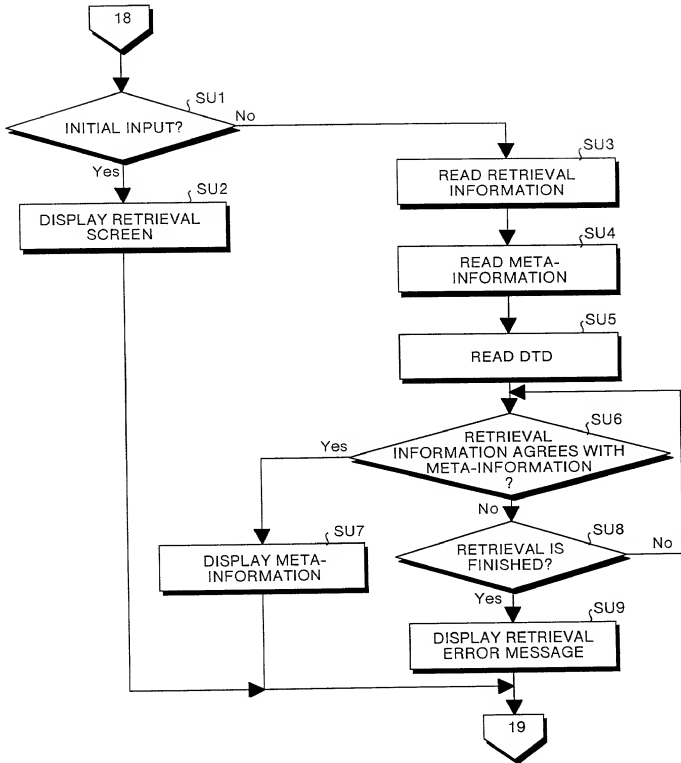 18
SU1
INITIAL INPUT?
No
Yes
SU2
DISPLAY RETRIEVAL
SCREEN
SU3
READ RETRIEVAL
INFORMATION
SU4
READ META-
INFORMATION
SU5
READ DTD
SU6
RETRIEVAL
INFORMATION AGREES WITH
META-INFORMATION
?
Yes
No
SU7
DISPLAY META-
INFORMATION
SU8
RETRIEVAL IS
FINISHED?
No
Yes
SU9
DISPLAY RETRIEVAL
ERROR MESSAGE
19